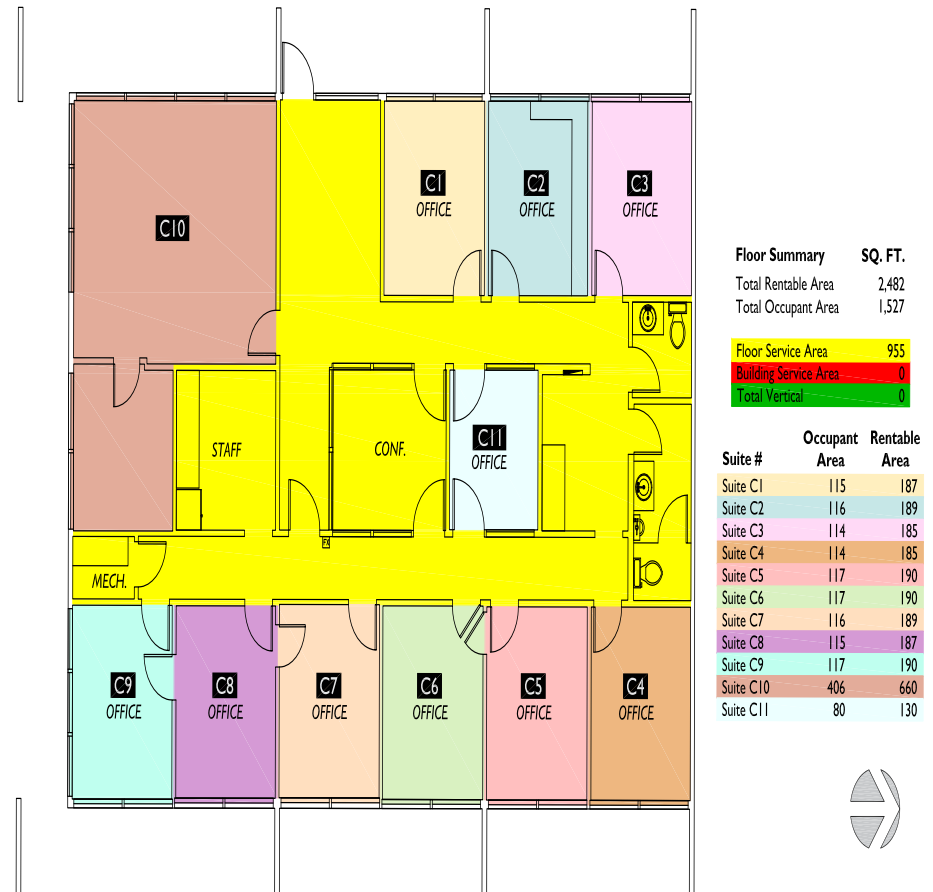 C1
OFFICE
C2
OFFICE
C3
OFFICE
C10
Floor Summary SQ. FT.
Total Rentable Area 2,482
Total Occupant Area 1,527
Floor Service Area 955
Building Service Area 0
Total Vertical 0
STAFF
CONF.
C11
OFFICE
Suite # Occupant Area Rentable Area
Suite C1 115 187
Suite C2 116 189
Suite C3 114 185
Suite C4 114 185
Suite C5 117 190
Suite C6 117 190
Suite C7 116 189
Suite C8 115 187
Suite C9 117 190
Suite C10 406 660
Suite C11 80 130
FX
MECH.
C9
OFFICE
C8
OFFICE
C7
OFFICE
C6
OFFICE
C5
OFFICE
C4
OFFICE